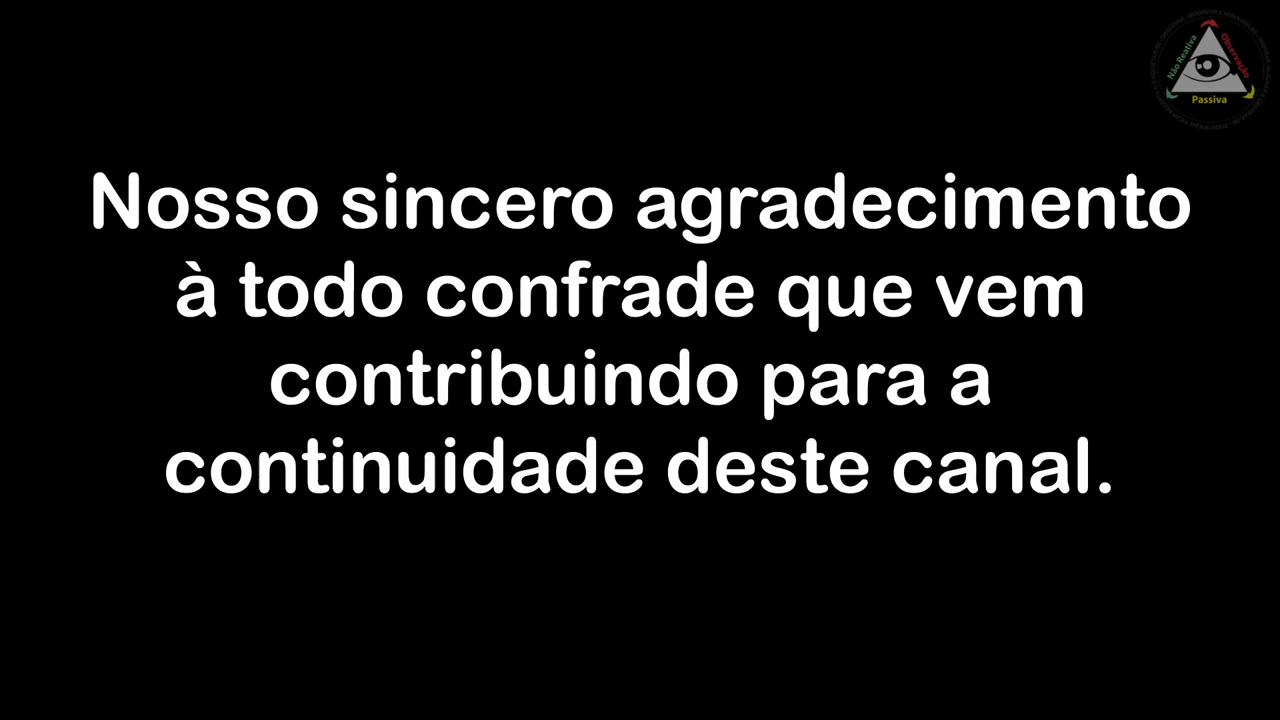 Nosso sincero agradecimento
à todo confrade que vem
contribuindo para a
continuidade deste canal.
Não Reativa
Observação
Passiva